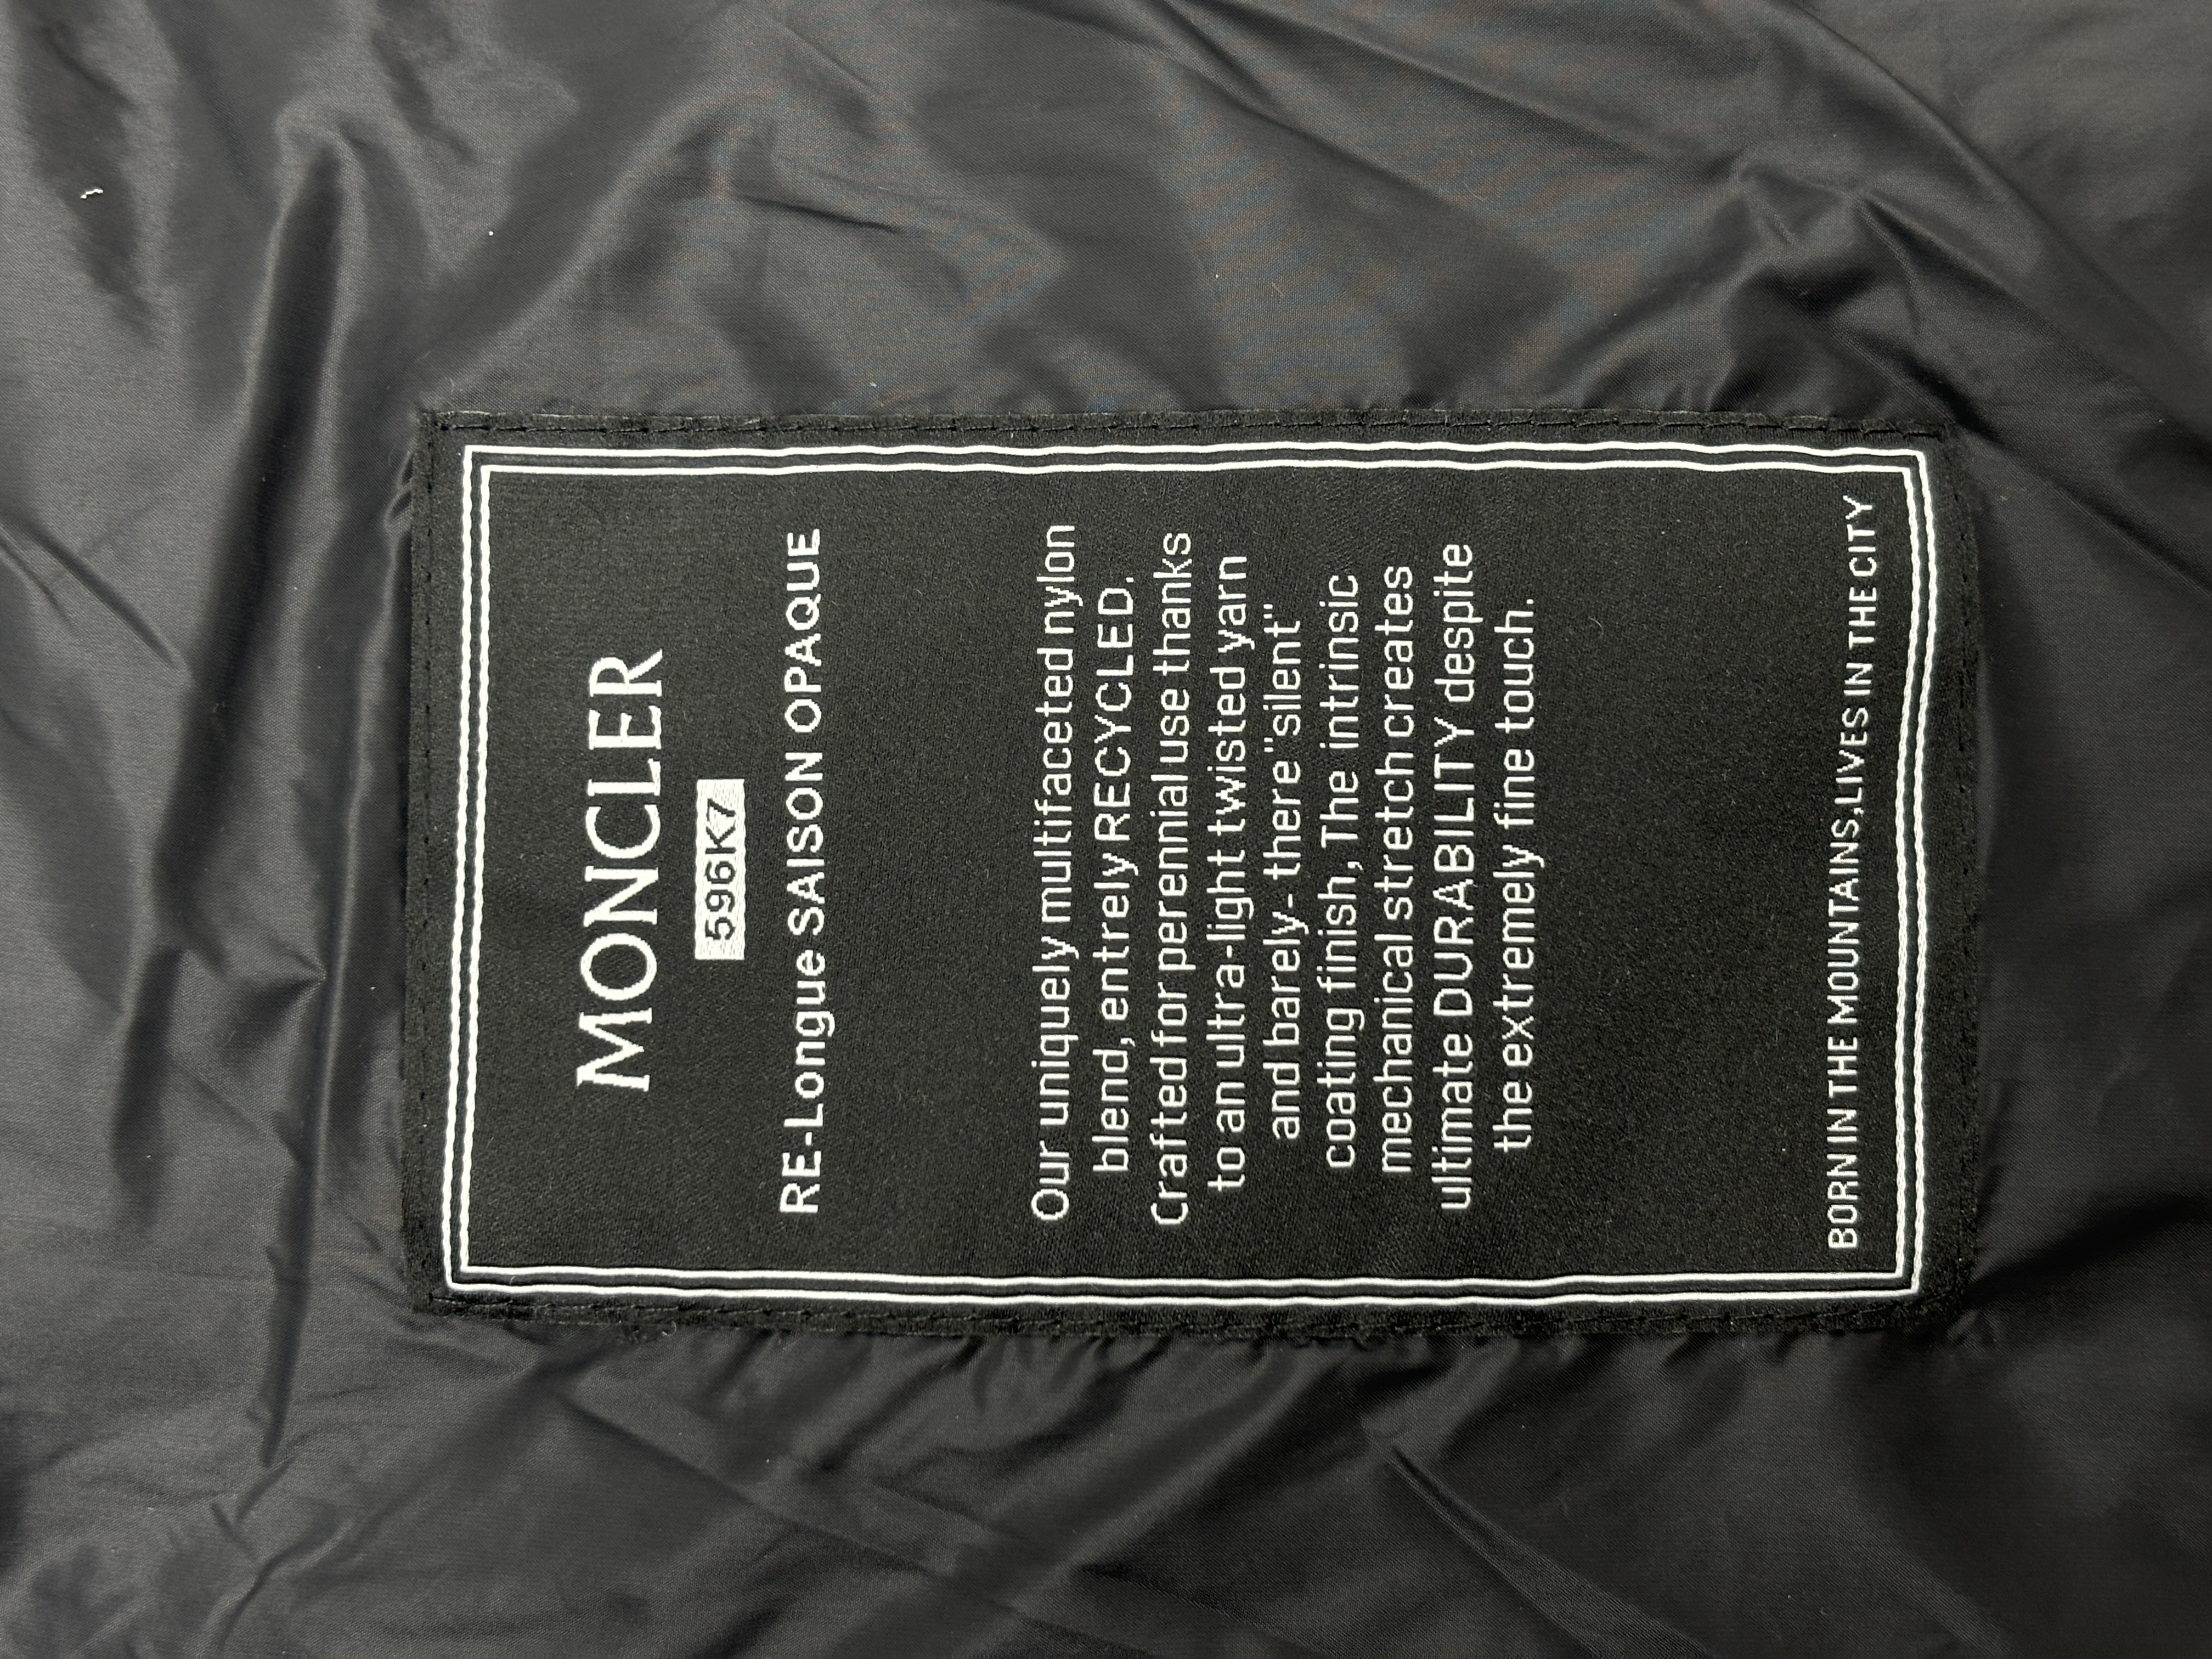 MONCLER
596K7
RE-Longue SAISON OPAQUE
Our uniquely multifaceted nylon
blend, entrely RECYCLED.
Crafted for perennial use thanks
to an ultra-light twisted yarn
and barely- there "silent"
coating finish, The intrinsic
mechanical stretch creates
ultimate DURABILITY despite
the extremely fine touch.
BORN IN THE MOUNTAINS,LIVES IN THE CITY